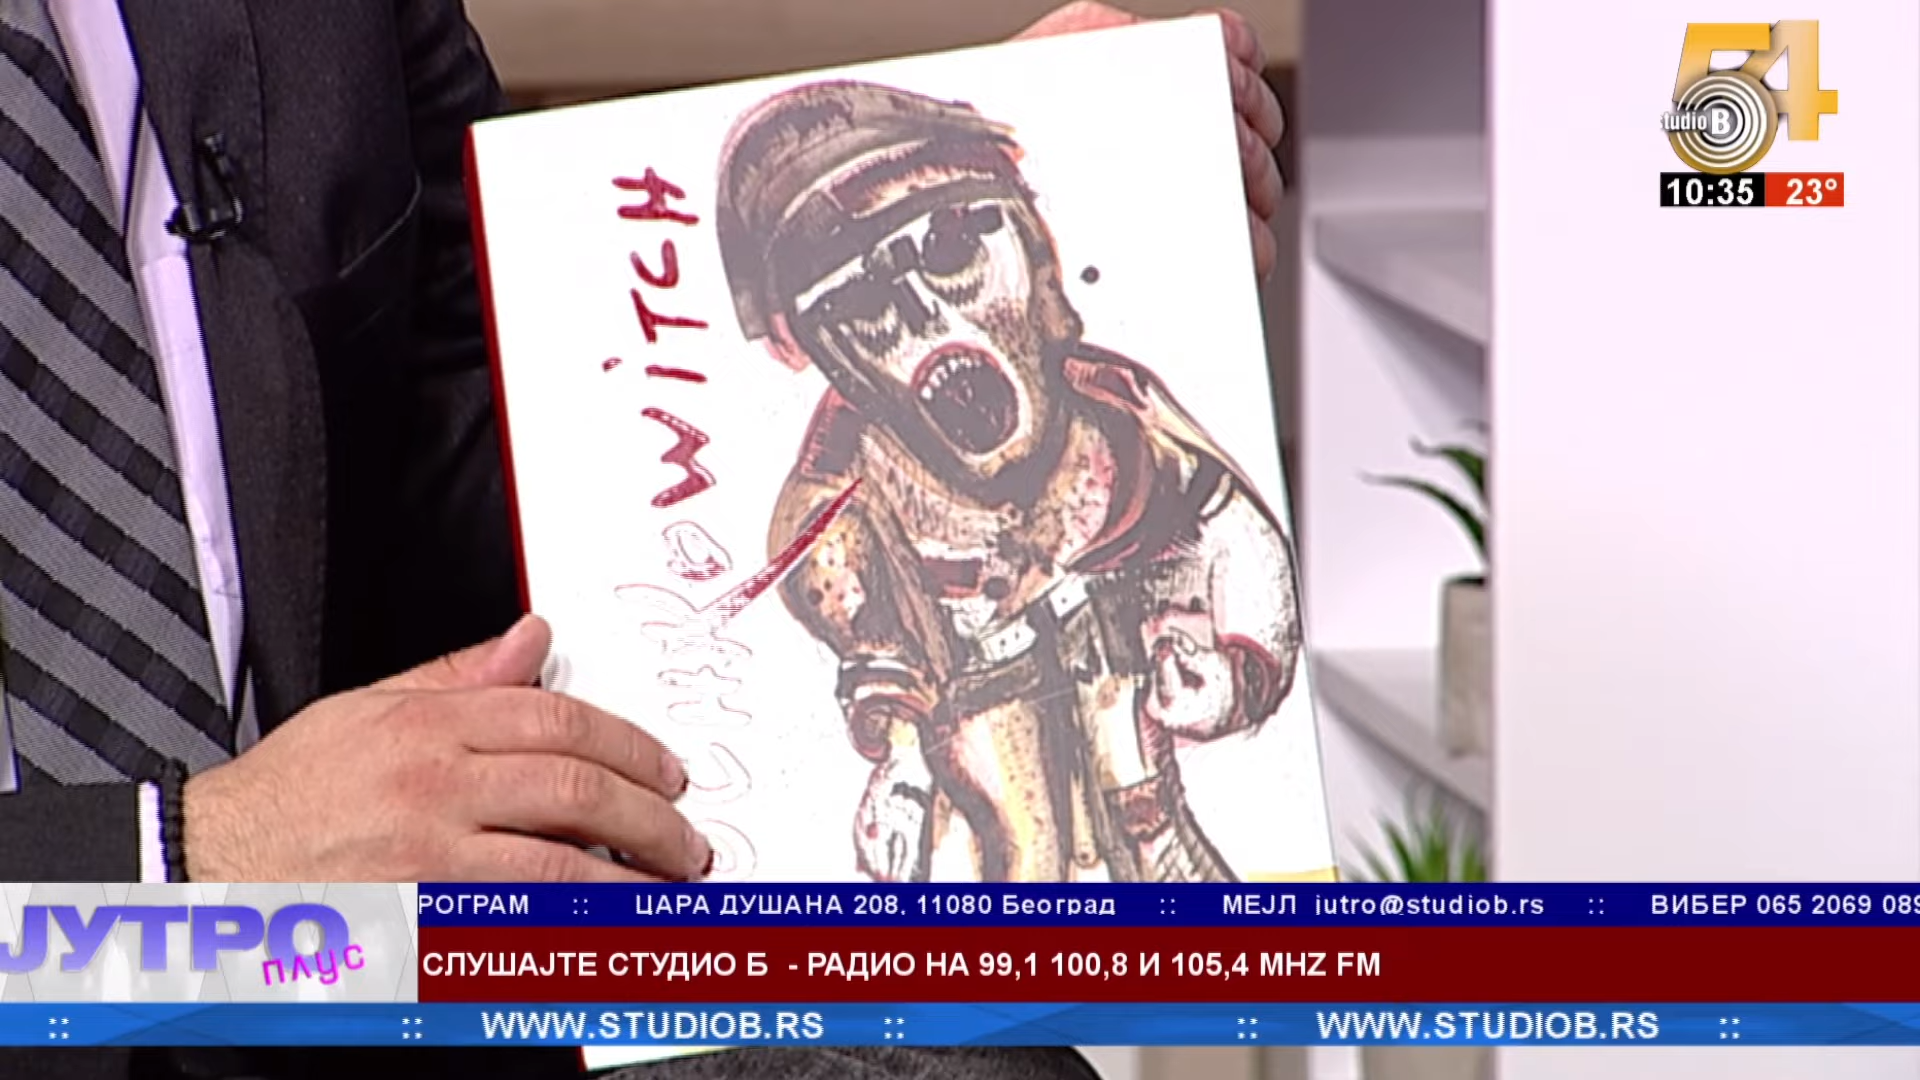 54
studio B
10:35 23°
WITCH
ЈУТРО
плус
РОГРАМ :: ЦАРА ДУШАНА 208, 11080 Београд :: МЕЈЛ jutro@studiob.rs :: ВИБЕР 065 2069 089
СЛУШАЈТЕ СТУДИО Б - РАДИО НА 99,1 100,8 И 105,4 MHZ FM
:: :: WWW.STUDIOB.RS :: :: WWW.STUDIOB.RS ::